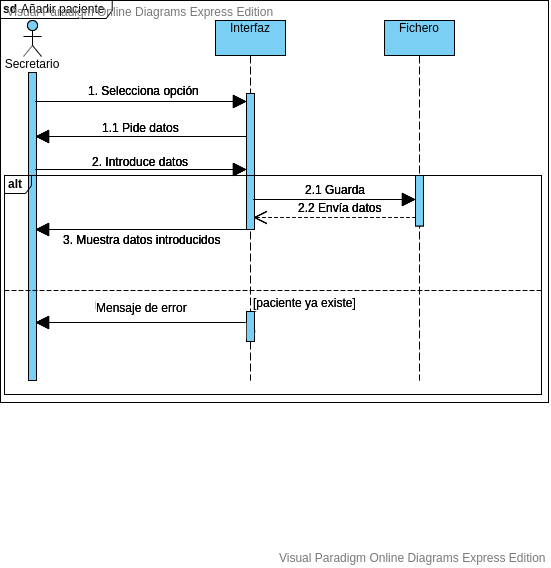 Visual Paradigm Online Diagrams Express Edition
sd Añadir paciente
Secretario
Interfaz
Fichero
1. Selecciona opción
1.1 Pide datos
2. Introduce datos
alt
2.1 Guarda
2.2 Envía datos
3. Muestra datos introducidos
[paciente ya existe]
Mensaje de error
Visual Paradigm Online Diagrams Express Edition